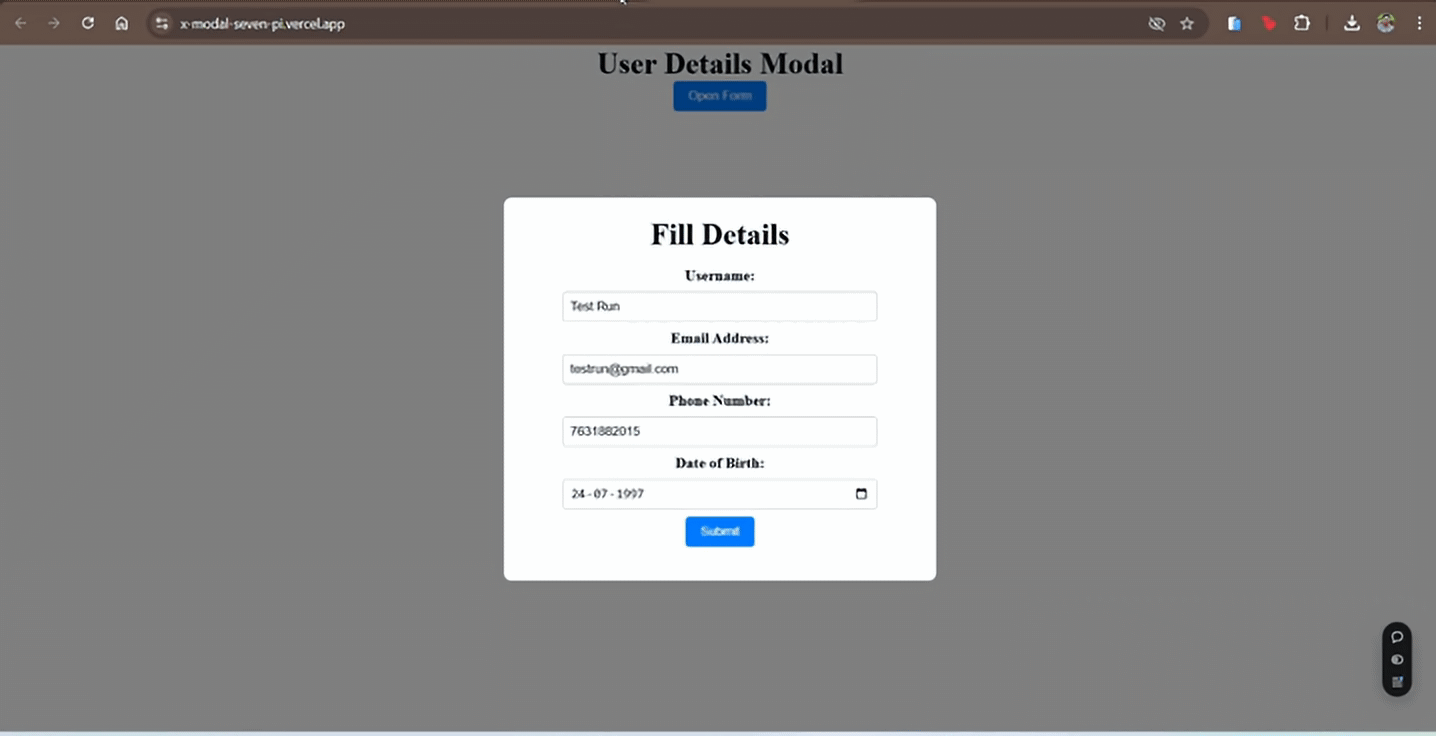 x-modal-seven-pi.vercel.app
User Details Modal
Open Form
Fill Details
Username:
Test Run
Email Address:
testrun@gmail.com
Phone Number:
7631882015
Date of Birth:
24-07-1997
Submit